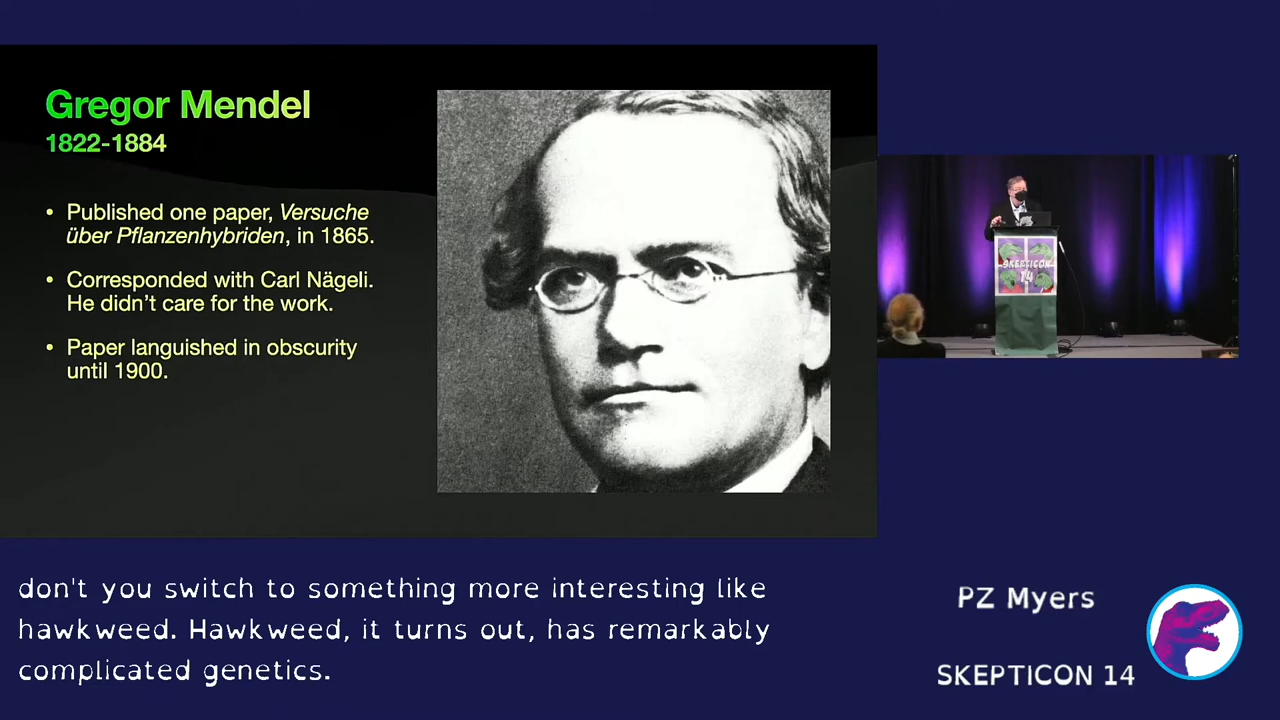 Gregor Mendel
1822-1884
• Published one paper, Versuche
über Pflanzenhybriden, in 1865.
• Corresponded with Carl Nägeli.
He didn't care for the work.
• Paper languished in obscurity
until 1900.
SKEPTICON
14
don't you switch to something more interesting like
hawkweed. Hawkweed, it turns out, has remarkably
complicated genetics.
PZ Myers
SKEPTICON 14